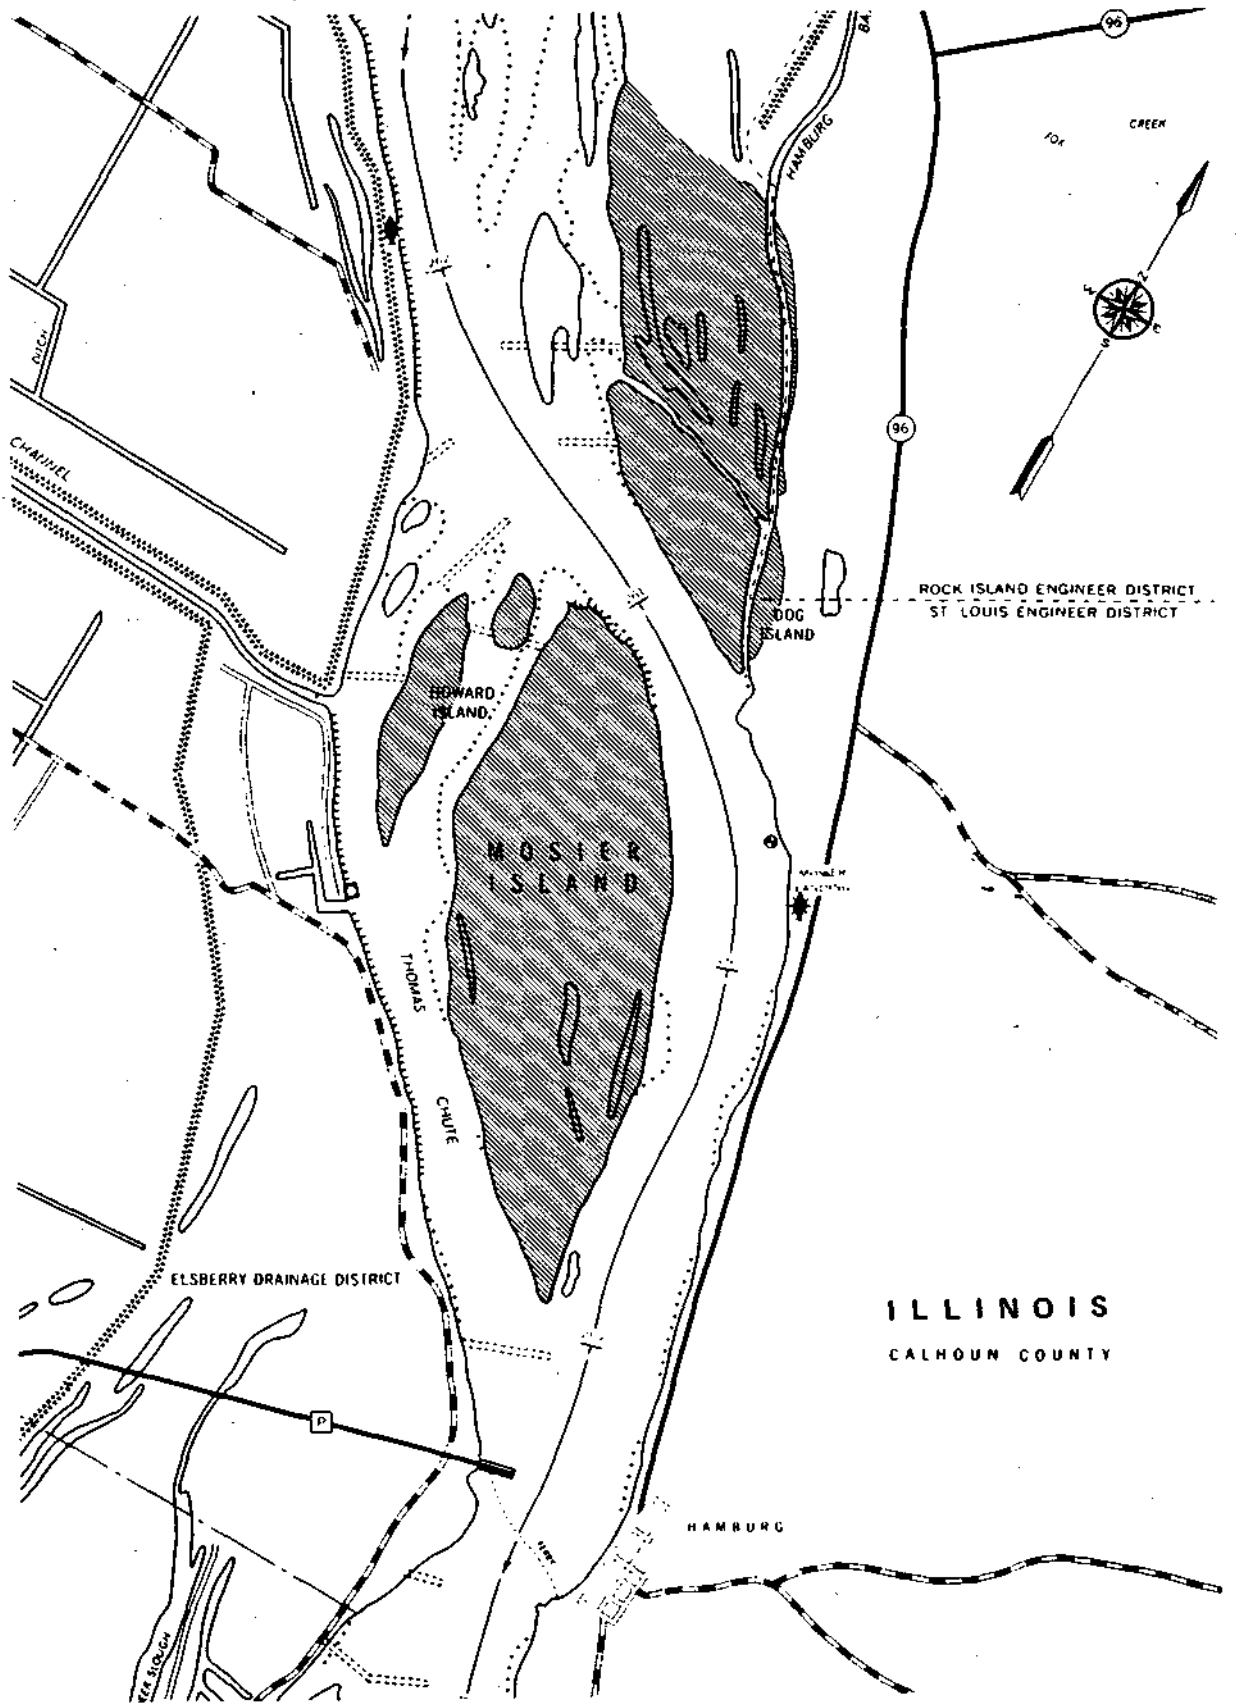 96
HAMBURG
FOX CREEK
N
W
E
S
DITCH
CHANNEL
96
ROCK ISLAND ENGINEER DISTRICT
ST LOUIS ENGINEER DISTRICT
DOG
ISLAND
HOWARD
ISLAND
MOSIER
ISLAND
THOMAS
CHUTE
ELSBERRY DRAINAGE DISTRICT
ILLINOIS
CALHOUN COUNTY
P
HAMBURG
SLOUGH